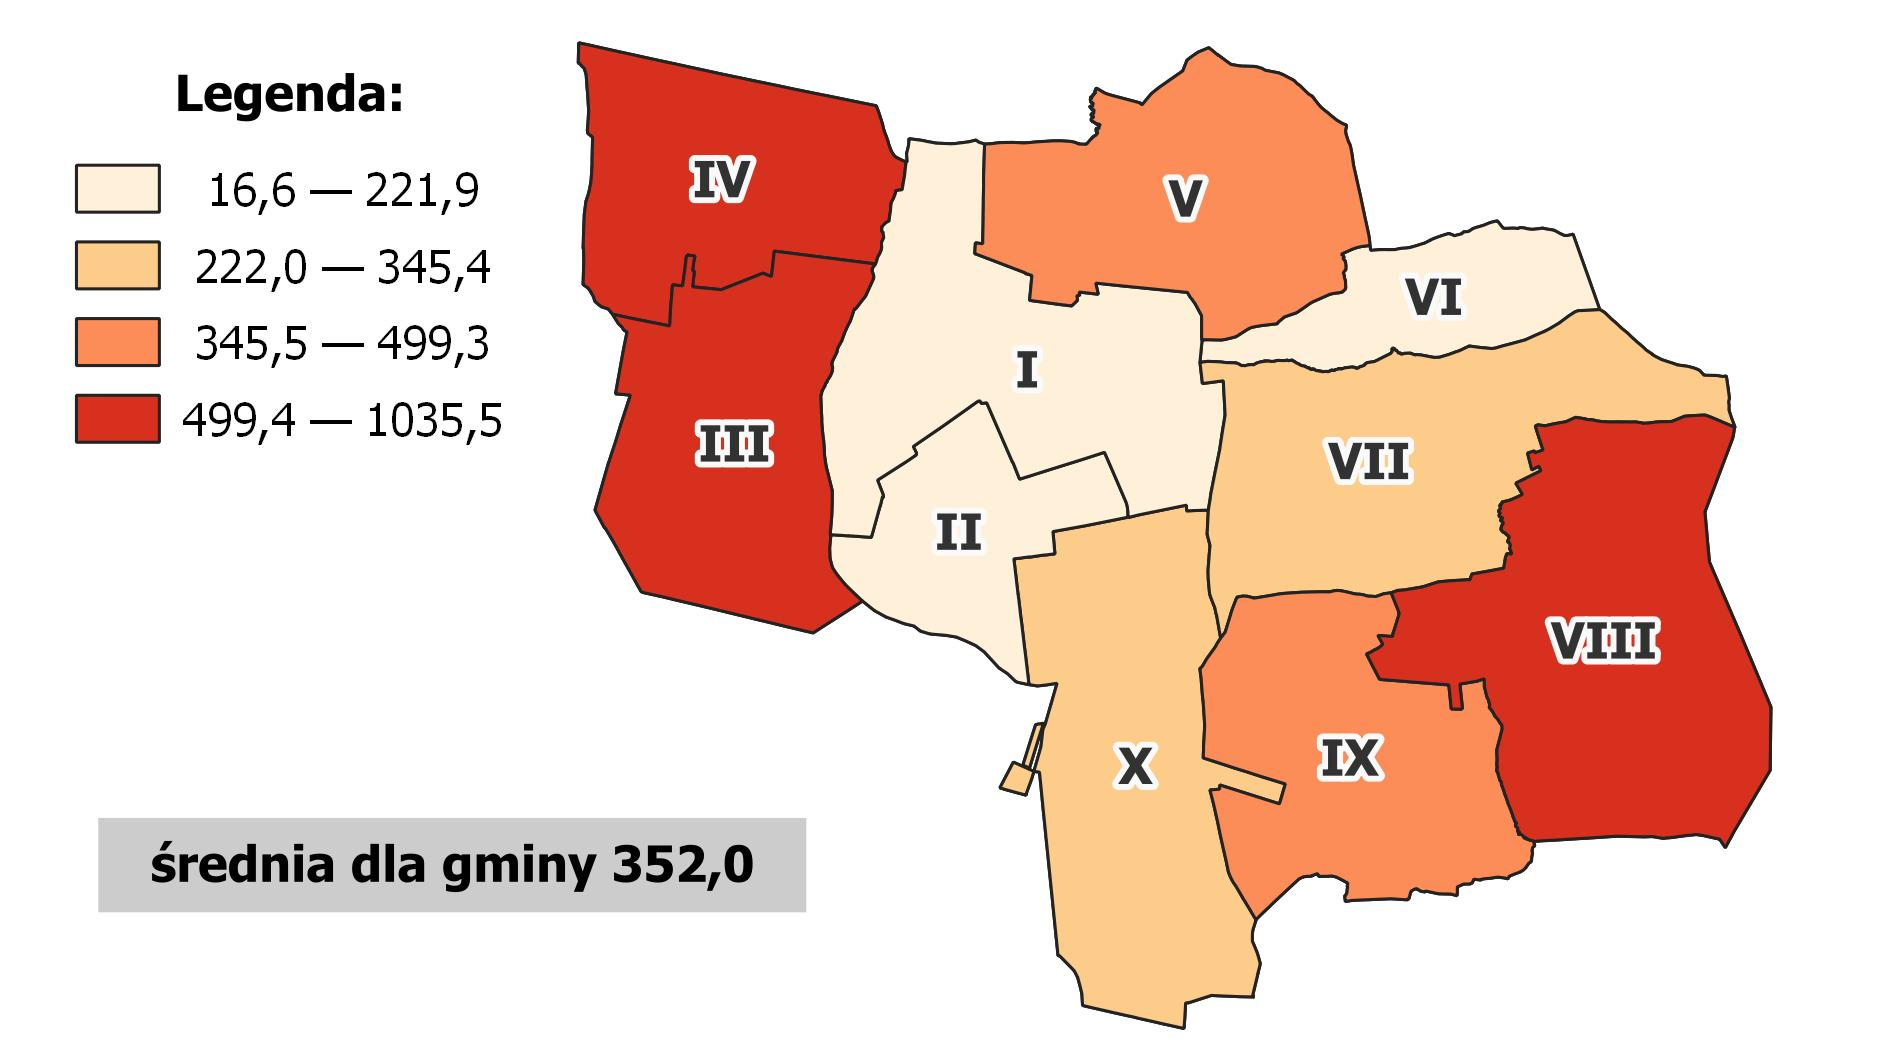 Legenda:
16,6 — 221,9
222,0 — 345,4
345,5 — 499,3
499,4 — 1035,5
IV
V
VI
I
III
VII
II
VIII
IX
X
średnia dla gminy 352,0